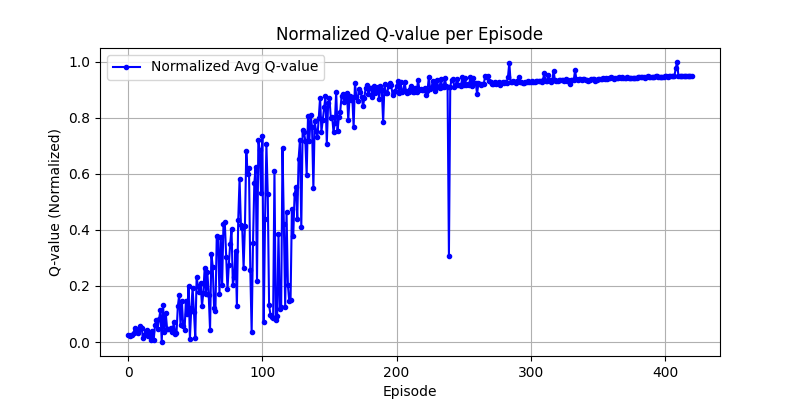 Normalized Q-value per Episode
Normalized Avg Q-value
Q-value (Normalized)
1.0
0.8
0.6
0.4
0.2
0.0
0 100 200 300 400
Episode